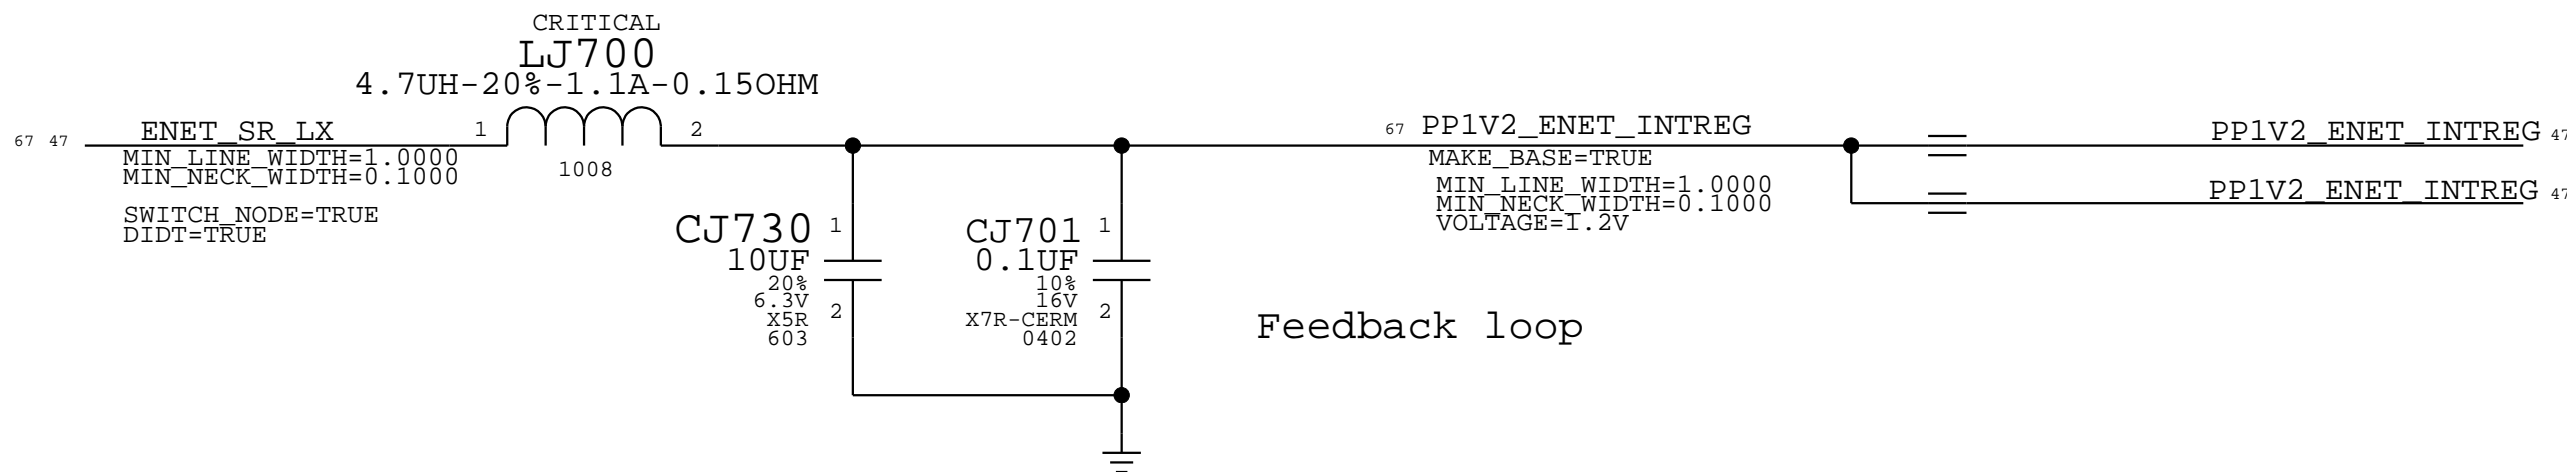 CRITICAL
LJ700
4.7UH-20%-1.1A-0.15OHM
67 47 ENET_SR_LX 1 2
MIN_LINE_WIDTH=1.0000
MIN_NECK_WIDTH=0.1000
SWITCH_NODE=TRUE
DIDT=TRUE
1008
CJ730 1
10UF
20%
6.3V
X5R 2
603
CJ701 1
0.1UF
10%
16V
X7R-CERM 2
0402
67 PP1V2_ENET_INTREG
MAKE_BASE=TRUE
MIN_LINE_WIDTH=1.0000
MIN_NECK_WIDTH=0.1000
VOLTAGE=1.2V
PP1V2_ENET_INTREG 47
PP1V2_ENET_INTREG 47
Feedback loop